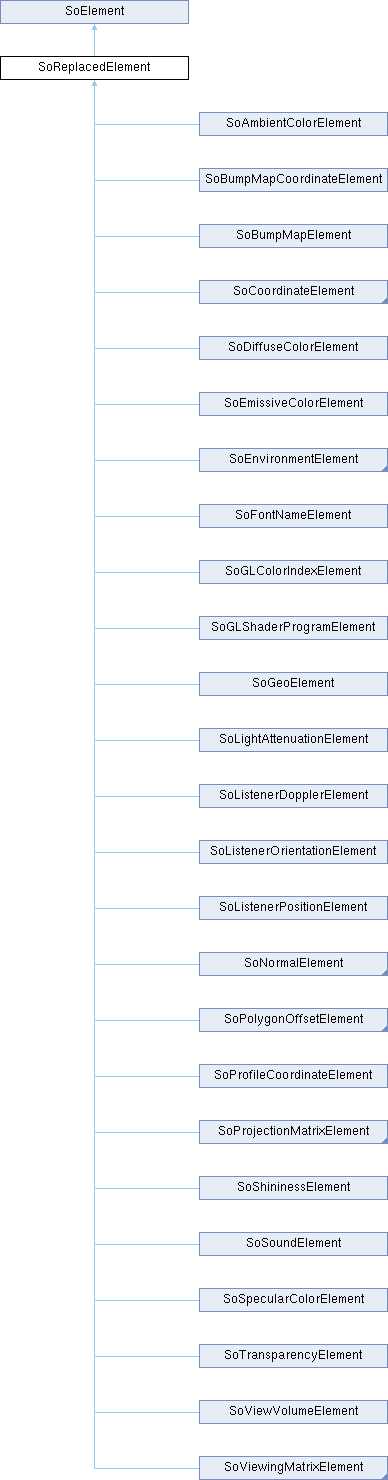 SoElement
SoReplacedElement
SoAmbientColorElement
SoBumpMapCoordinateElement
SoBumpMapElement
SoCoordinateElement
SoDiffuseColorElement
SoEmissiveColorElement
SoEnvironmentElement
SoFontNameElement
SoGLColorIndexElement
SoGLShaderProgramElement
SoGeoElement
SoLightAttenuationElement
SoListenerDopplerElement
SoListenerOrientationElement
SoListenerPositionElement
SoNormalElement
SoPolygonOffsetElement
SoProfileCoordinateElement
SoProjectionMatrixElement
SoShininessElement
SoSoundElement
SoSpecularColorElement
SoTransparencyElement
SoViewVolumeElement
SoViewingMatrixElement